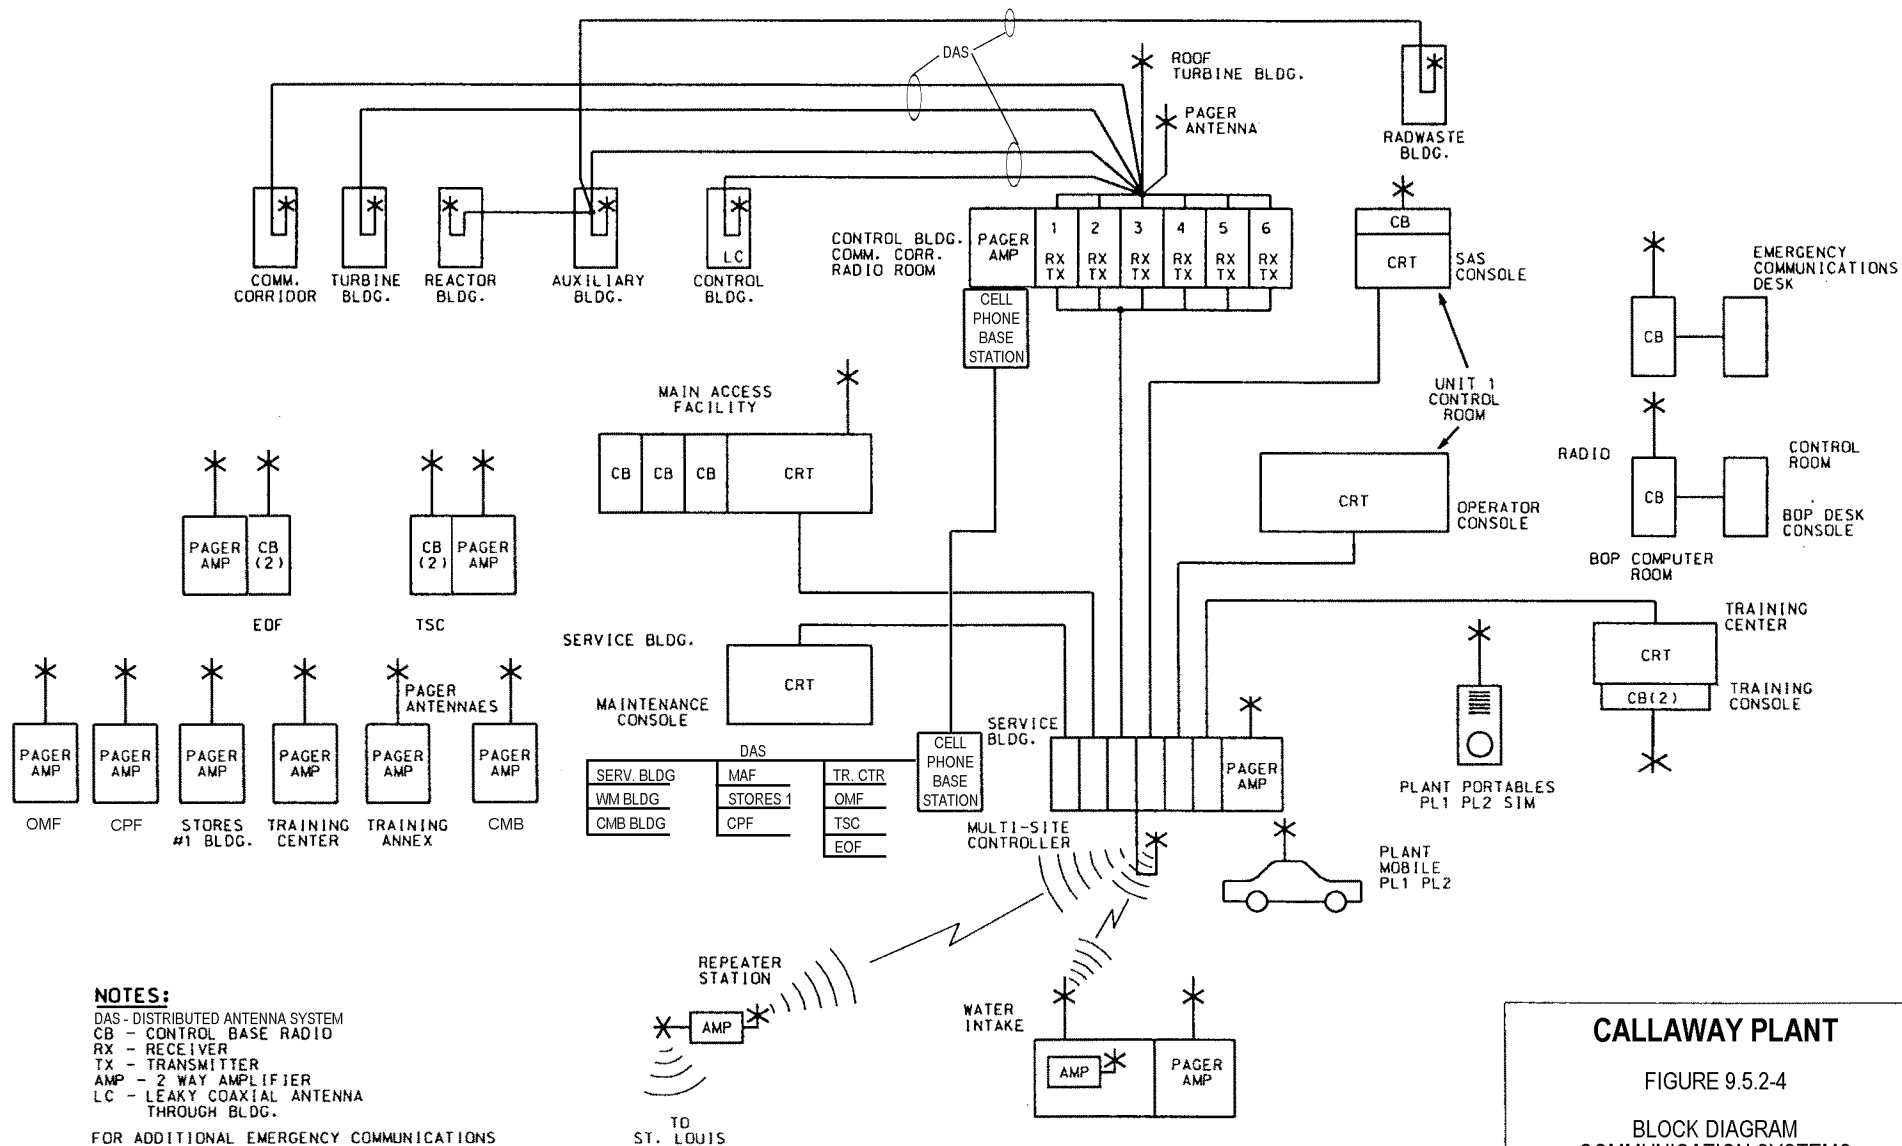 DAS
ROOF
TURBINE BLDG.
PAGER
ANTENNA
RADWASTE
BLDG.
COMM.
CORRIDOR
TURBINE
BLDG.
REACTOR
BLDG.
AUXILIARY
BLDG.
LC
CONTROL
BLDG.
CONTROL BLDG.
COMM. CORR.
RADIO ROOM
PAGER
AMP
1
RX
TX
2
RX
TX
3
RX
TX
4
RX
TX
5
RX
TX
6
RX
TX
CELL
PHONE
BASE
STATION
CB
CRT
SAS
CONSOLE
UNIT 1
CONTROL
ROOM
EMERGENCY
COMMUNICATIONS
DESK
CB
MAIN ACCESS
FACILITY
CB
CB
CB
CRT
CRT
OPERATOR
CONSOLE
RADIO
CB
CONTROL
ROOM
BOP DESK
CONSOLE
BOP COMPUTER
ROOM
PAGER
AMP
CB
(2)
EOF
CB
(2)
PAGER
AMP
TSC
SERVICE BLDG.
CRT
MAINTENANCE
CONSOLE
TRAINING
CENTER
CRT
CB(2)
TRAINING
CONSOLE
PAGER
ANTENNAES
PAGER
AMP
OMF
PAGER
AMP
CPF
PAGER
AMP
STORES
#1 BLDG.
PAGER
AMP
TRAINING
CENTER
PAGER
AMP
TRAINING
ANNEX
PAGER
AMP
CMB
DAS
SERV. BLDG
WM BLDG
CMB BLDG
MAF
STORES 1
CPF
TR. CTR
OMF
TSC
EOF
CELL
PHONE
BASE
STATION
SERVICE
BLDG.
PAGER
AMP
MULTI-SITE
CONTROLLER
PLANT PORTABLES
PL1 PL2 SIM
PLANT
MOBILE
PL1 PL2
REPEATER
STATION
AMP
TO
ST. LOUIS
WATER
INTAKE
AMP
PAGER
AMP
NOTES:
DAS - DISTRIBUTED ANTENNA SYSTEM
CB - CONTROL BASE RADIO
RX - RECEIVER
TX - TRANSMITTER
AMP - 2 WAY AMPLIFIER
LC - LEAKY COAXIAL ANTENNA
THROUGH BLDG.
FOR ADDITIONAL EMERGENCY COMMUNICATIONS
CALLAWAY PLANT
FIGURE 9.5.2-4
BLOCK DIAGRAM
COMMUNICATION SYSTEMS